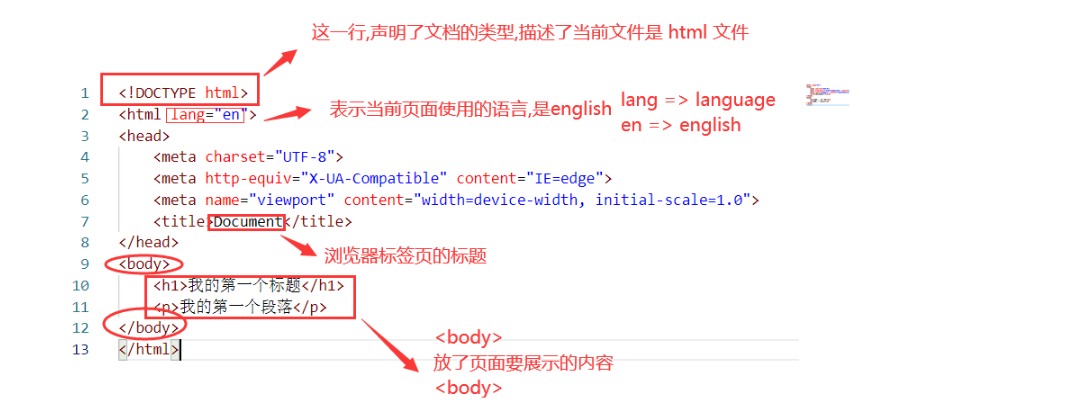 这一行,声明了文档的类型,描述了当前文件是 html 文件
1 <!DOCTYPE html>
2 <html lang="en">
表示当前页面使用的语言,是english
lang => language
en => english
3 <head>
4 <meta charset="UTF-8">
5 <meta http-equiv="X-UA-Compatible" content="IE=edge">
6 <meta name="viewport" content="width=device-width, initial-scale=1.0">
7 <title>Document</title>
8 </head>
浏览器标签页的标题
9 <body>
10 <h1>我的第一个标题</h1>
11 <p>我的第一个段落</p>
12 </body>
13 </html>
<body>
放了页面要展示的内容
<body>